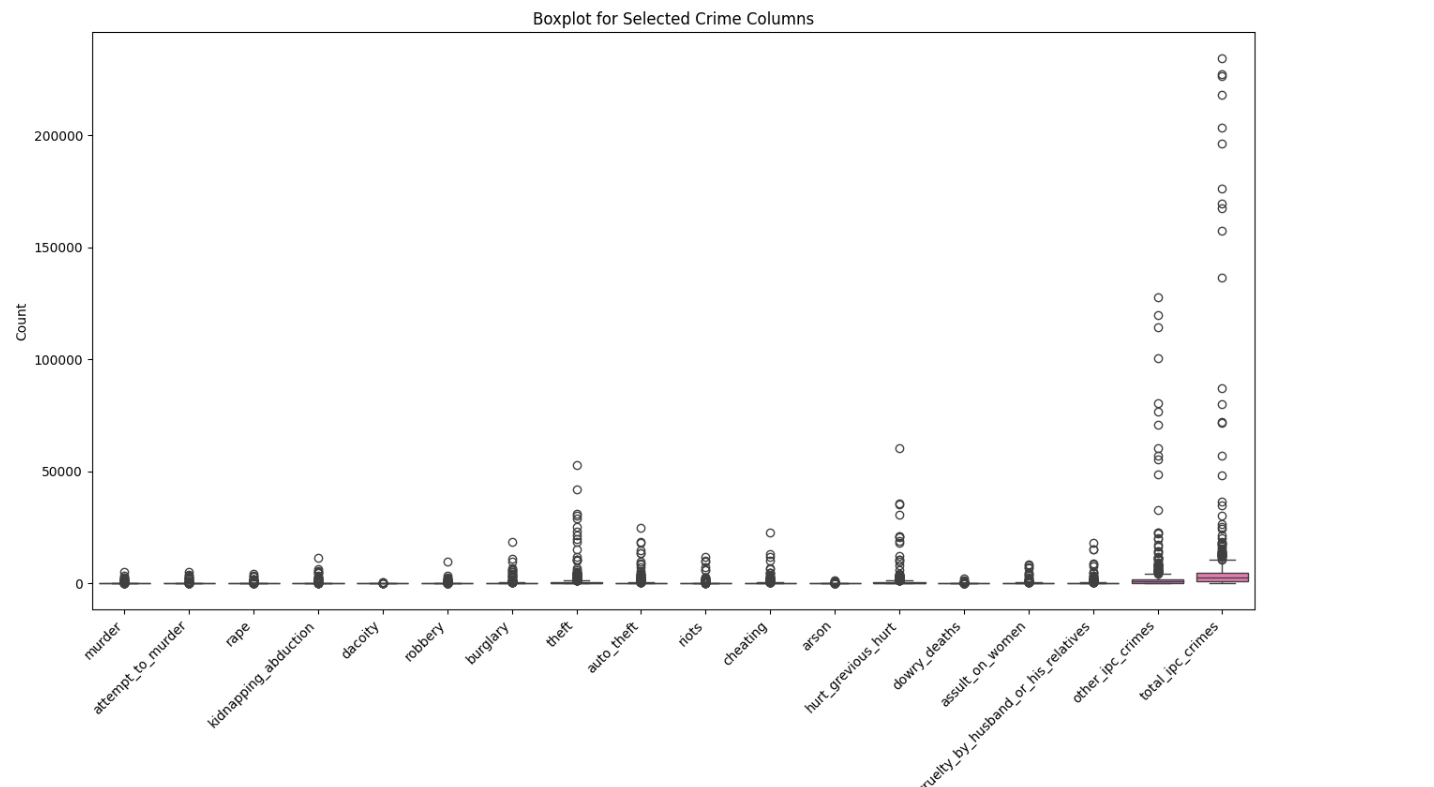 Boxplot for Selected Crime Columns
Count
200000
150000
100000
50000
0
murder
attempt_to_murder
rape
kidnapping_abduction
dacoity
robbery
burglary
theft
auto_theft
riots
cheating
arson
hurt_grevious_hurt
dowry_deaths
assult_on_women
ruelty_by_husband_or_his_relatives
other_ipc_crimes
total_ipc_crimes